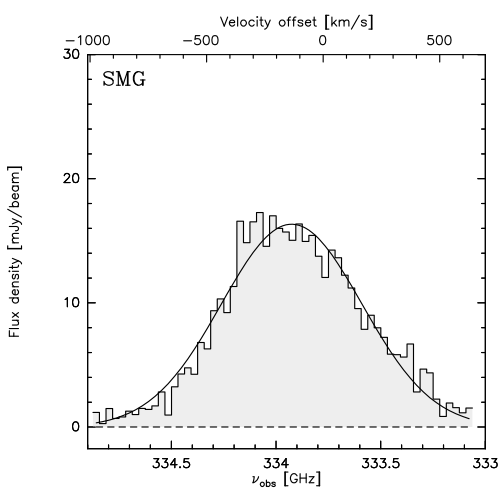 Velocity offset [km/s]
−1000 −500 0 500
30
SMG
20
Flux density [mJy/beam]
10
0
334.5 334 333.5 333
ν_obs [GHz]